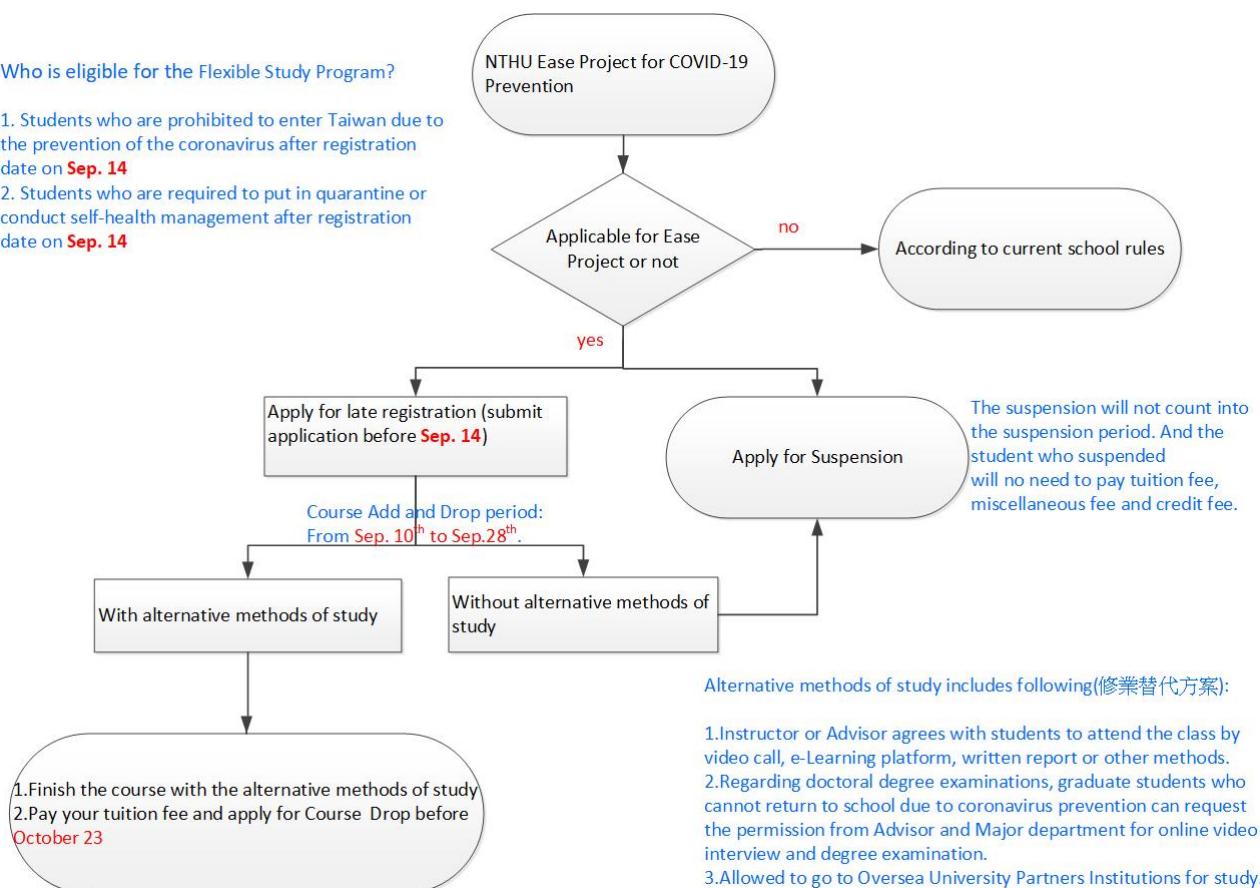 NTHU Ease Project for COVID-19
Prevention
Who is eligible for the Flexible Study Program?
1. Students who are prohibited to enter Taiwan due to
the prevention of the coronavirus after registration
date on Sep. 14
2. Students who are required to put in quarantine or
conduct self-health management after registration
date on Sep. 14
Applicable for Ease
Project or not
no
According to current school rules
yes
Apply for late registration (submit
application before Sep. 14)
Apply for Suspension
The suspension will not count into
the suspension period. And the
student who suspended
will no need to pay tuition fee,
miscellaneous fee and credit fee.
Course Add and Drop period:
From Sep. 10th to Sep.28th.
With alternative methods of study
Without alternative methods of
study
Alternative methods of study includes following(修業替代方案):
1.Instructor or Advisor agrees with students to attend the class by
video call, e-Learning platform, written report or other methods.
2.Regarding doctoral degree examinations, graduate students who
cannot return to school due to coronavirus prevention can request
the permission from Advisor and Major department for online video
interview and degree examination.
3.Allowed to go to Oversea University Partners Institutions for study
1.Finish the course with the alternative methods of study
2.Pay your tuition fee and apply for Course Drop before
October 23